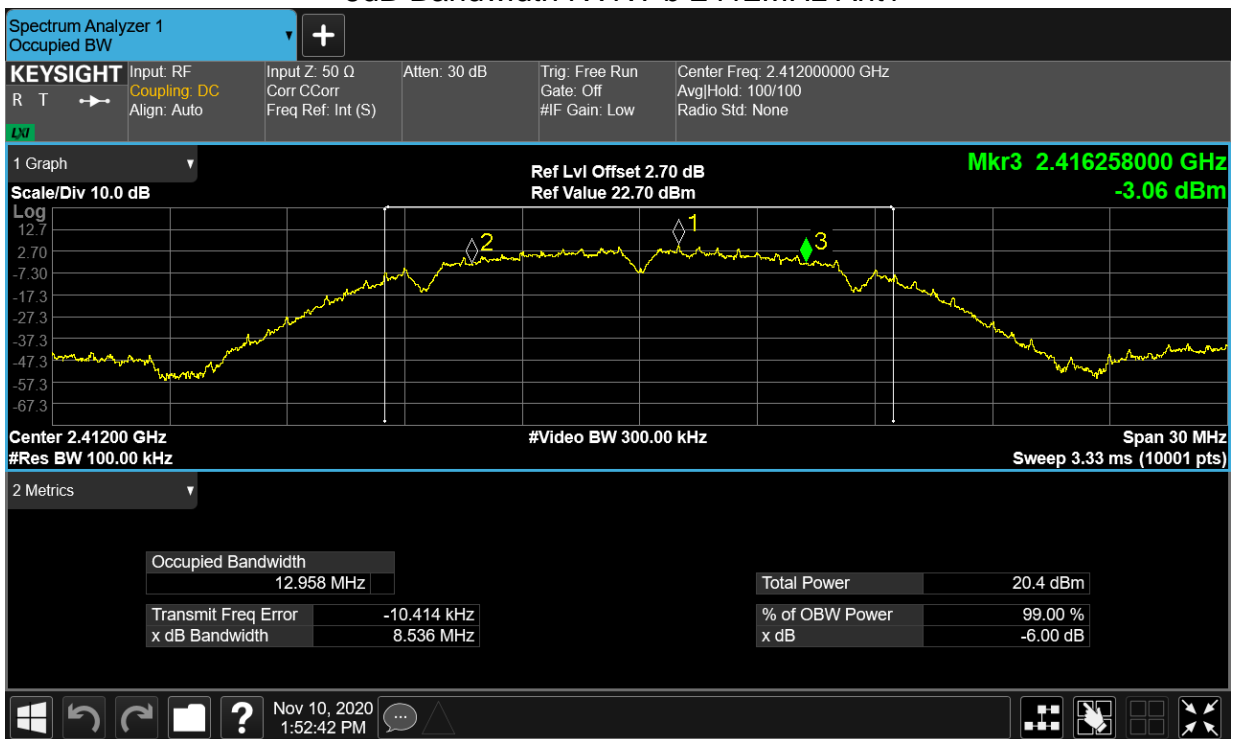 Spectrum Analyzer 1
Occupied BW
+
KEYSIGHT
R T
LXI
Input: RF
Coupling: DC
Align: Auto
Input Z: 50 Ω
Corr CCorr
Freq Ref: Int (S)
Atten: 30 dB
Trig: Free Run
Gate: Off
#IF Gain: Low
Center Freq: 2.412000000 GHz
Avg|Hold: 100/100
Radio Std: None
1 Graph
Scale/Div 10.0 dB
Ref Lvl Offset 2.70 dB
Ref Value 22.70 dBm
Mkr3 2.416258000 GHz
-3.06 dBm
Log
12.7
2.70
-7.30
-17.3
-27.3
-37.3
-47.3
-57.3
-67.3
2
1
3
Center 2.41200 GHz
#Res BW 100.00 kHz
#Video BW 300.00 kHz
Span 30 MHz
Sweep 3.33 ms (10001 pts)
2 Metrics
Occupied Bandwidth
12.958 MHz
Transmit Freq Error -10.414 kHz
x dB Bandwidth 8.536 MHz
Total Power 20.4 dBm
% of OBW Power 99.00 %
x dB -6.00 dB
?
Nov 10, 2020
1:52:42 PM